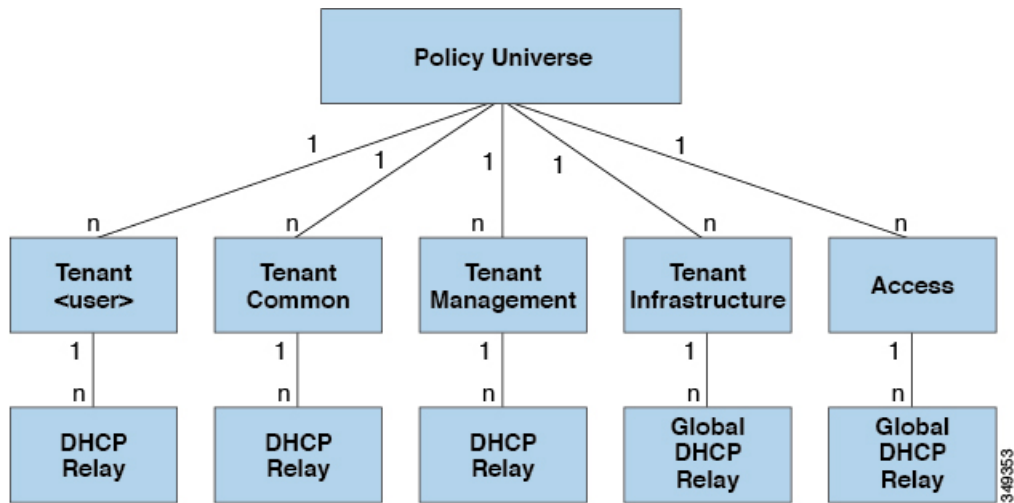 Policy Universe
1
1
1
1
1
n
n
n
n
n
Tenant
<user>
Tenant
Common
Tenant
Management
Tenant
Infrastructure
Access
1
1
1
1
1
n
n
n
n
n
DHCP
Relay
DHCP
Relay
DHCP
Relay
Global
DHCP
Relay
Global
DHCP
Relay
349353